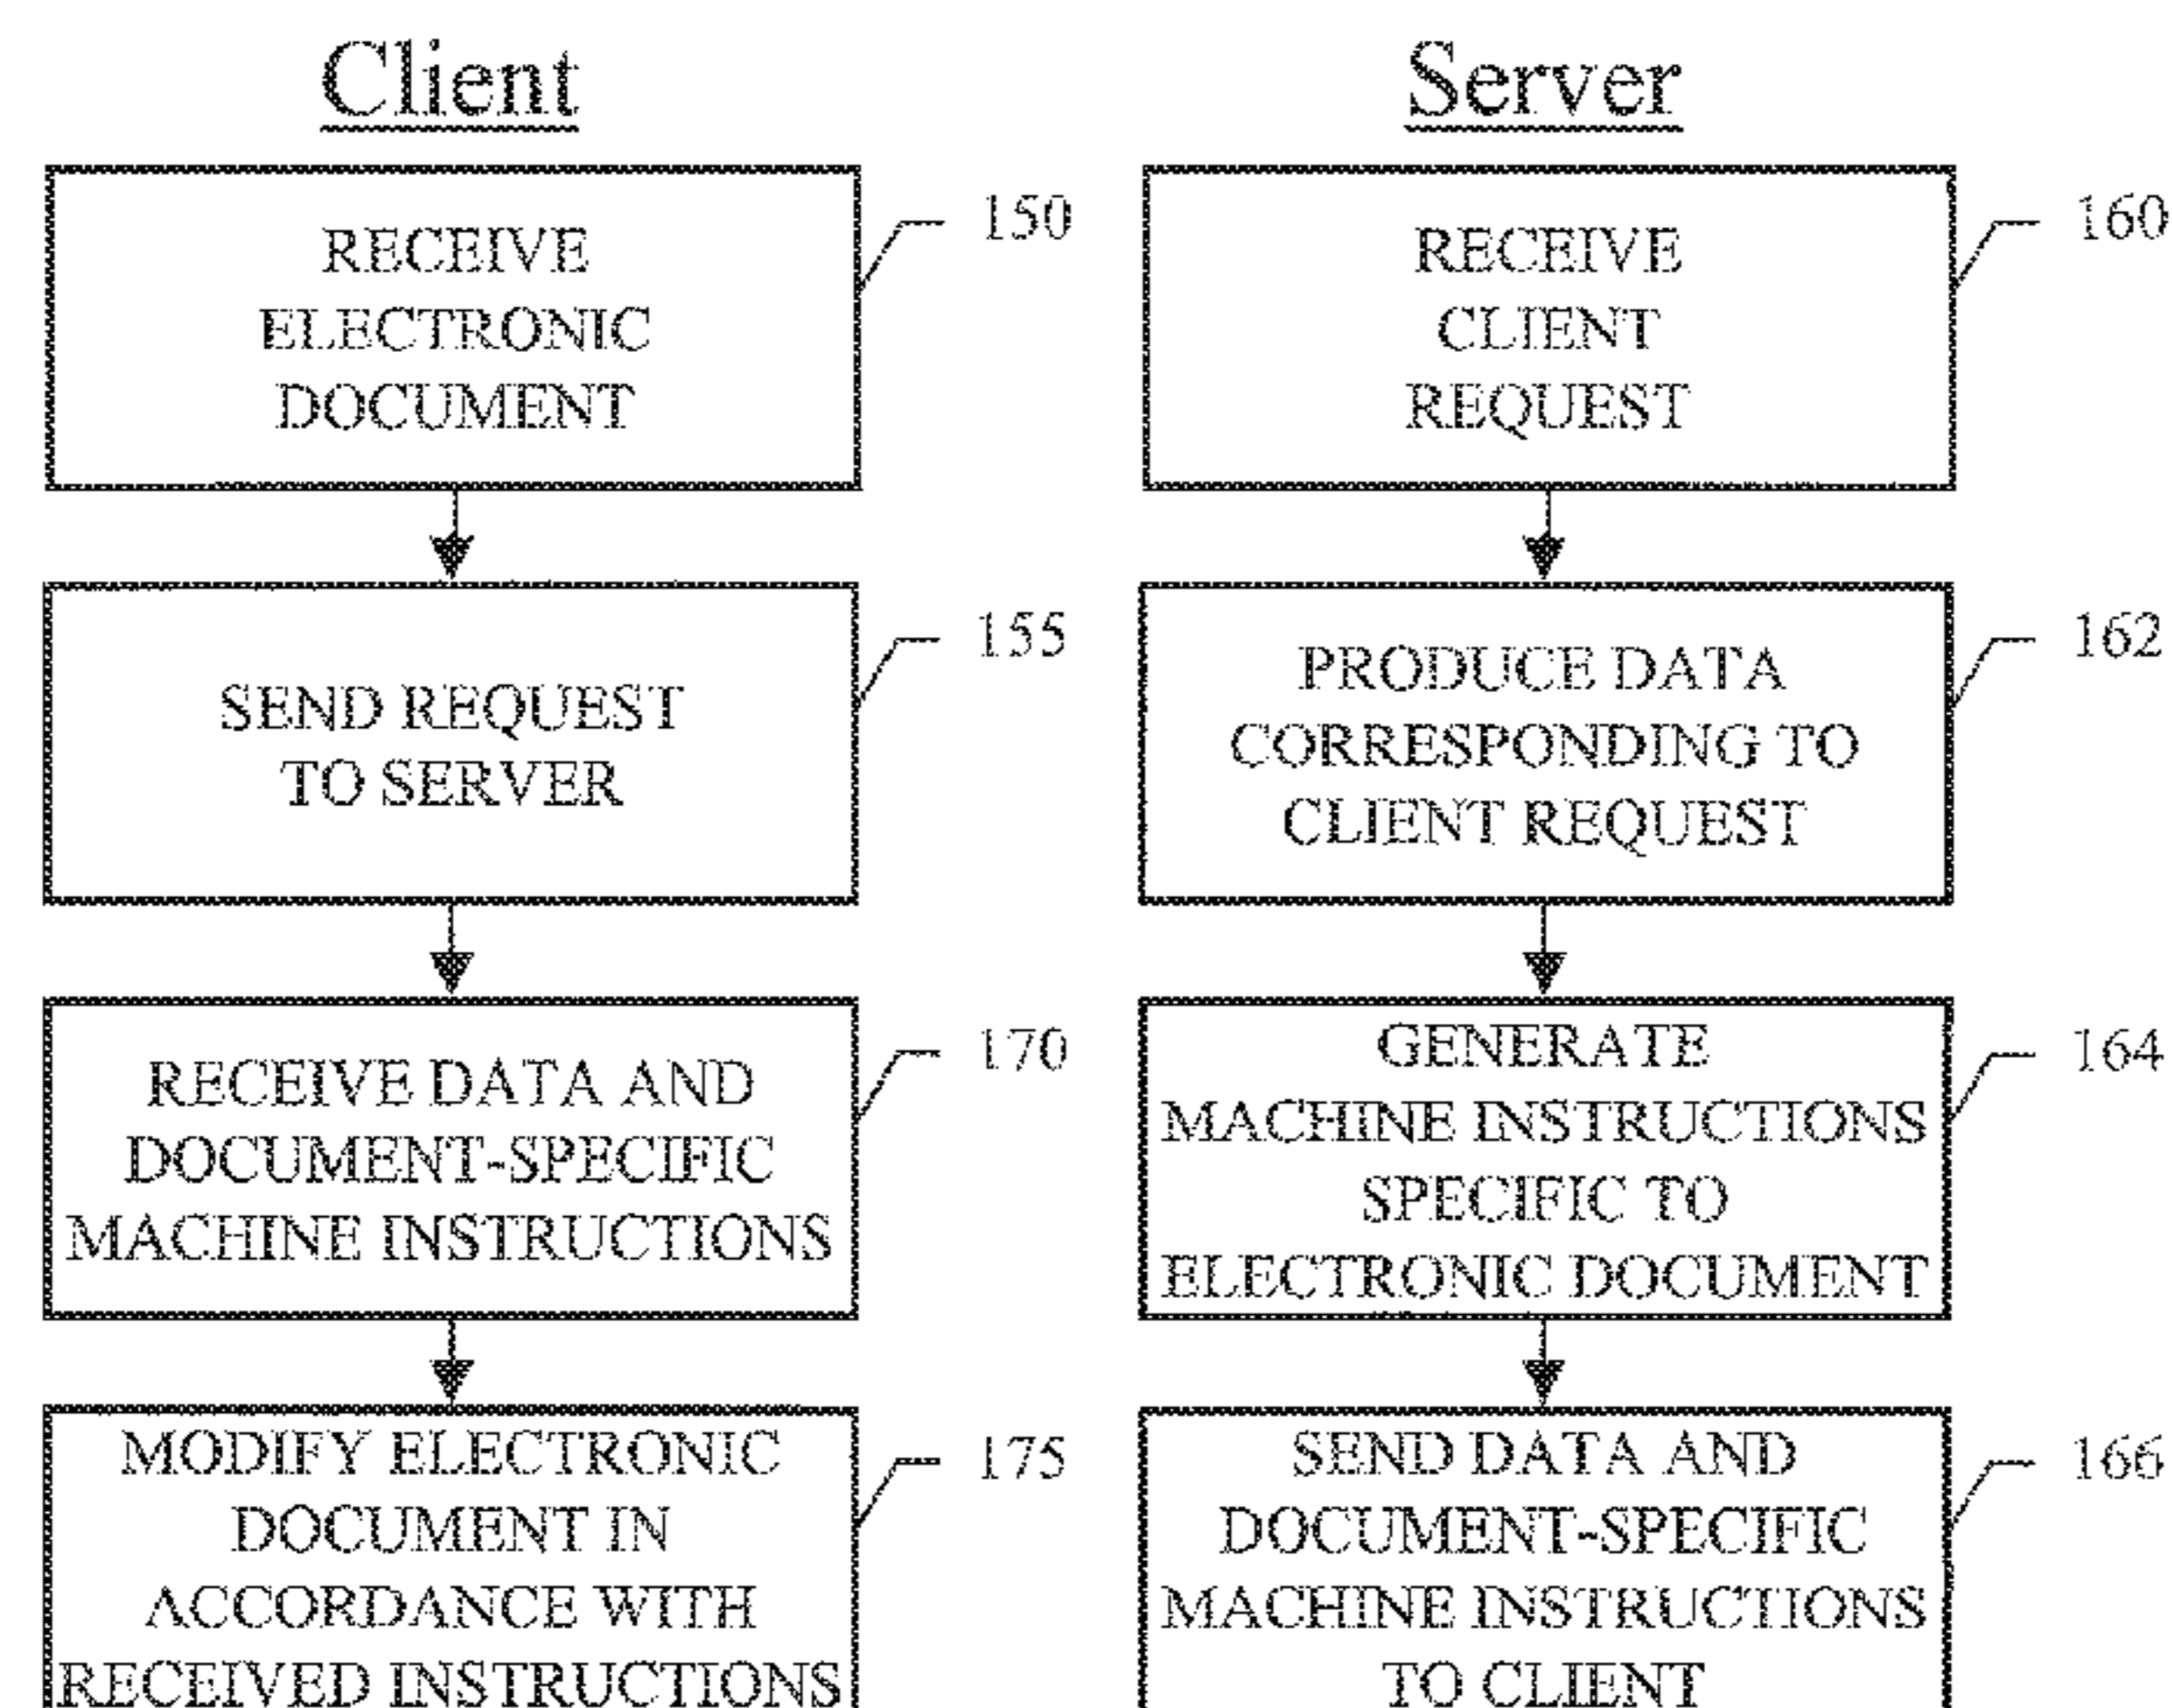 Client
RECEIVE
ELECTRONIC
DOCUMENT
150
SEND REQUEST
TO SERVER
155
RECEIVE DATA AND
DOCUMENT-SPECIFIC
MACHINE INSTRUCTIONS
170
MODIFY ELECTRONIC
DOCUMENT IN
ACCORDANCE WITH
RECEIVED INSTRUCTIONS
175
Server
RECEIVE
CLIENT
REQUEST
160
PRODUCE DATA
CORRESPONDING TO
CLIENT REQUEST
162
GENERATE
MACHINE INSTRUCTIONS
SPECIFIC TO
ELECTRONIC DOCUMENT
164
SEND DATA AND
DOCUMENT-SPECIFIC
MACHINE INSTRUCTIONS
TO CLIENT
166